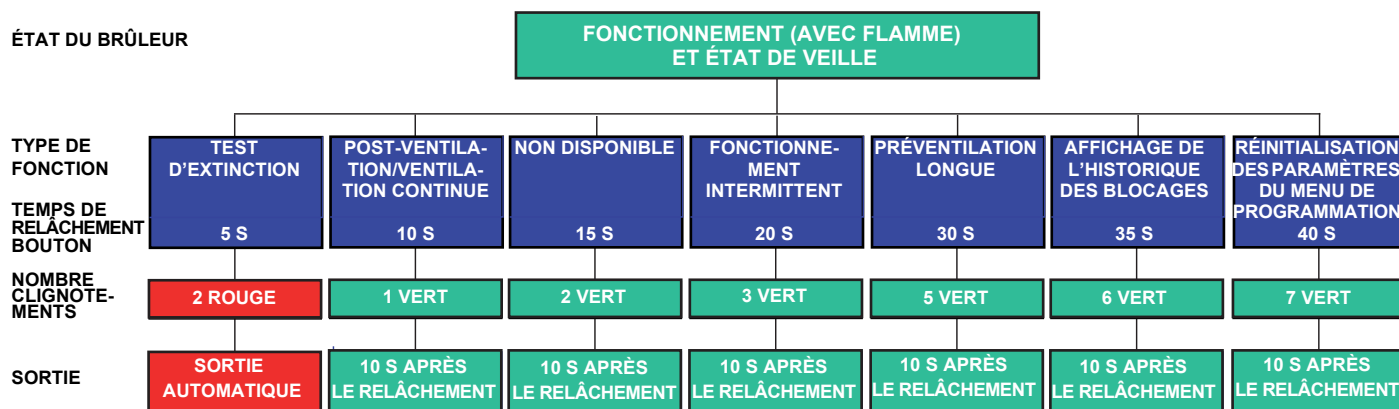 ÉTAT DU BRÛLEUR
FONCTIONNEMENT (AVEC FLAMME)
ET ÉTAT DE VEILLE
TYPE DE
FONCTION
TEST
D'EXTINCTION
POST-VENTILA-
TION/VENTILA-
TION CONTINUE
NON DISPONIBLE
FONCTIONNE-
MENT
INTERMITTENT
PRÉVENTILATION
LONGUE
AFFICHAGE DE
L'HISTORIQUE
DES BLOCAGES
RÉINITIALISATION
DES PARAMÈTRES
DU MENU DE
PROGRAMMATION
TEMPS DE
RELÂCHEMENT
BOUTON
5 S
10 S
15 S
20 S
30 S
35 S
40 S
NOMBRE
CLIGNOTE-
MENTS
2 ROUGE
1 VERT
2 VERT
3 VERT
5 VERT
6 VERT
7 VERT
SORTIE
SORTIE
AUTOMATIQUE
10 S APRÈS
LE RELÂCHEMENT
10 S APRÈS
LE RELÂCHEMENT
10 S APRÈS
LE RELÂCHEMENT
10 S APRÈS
LE RELÂCHEMENT
10 S APRÈS
LE RELÂCHEMENT
10 S APRÈS
LE RELÂCHEMENT